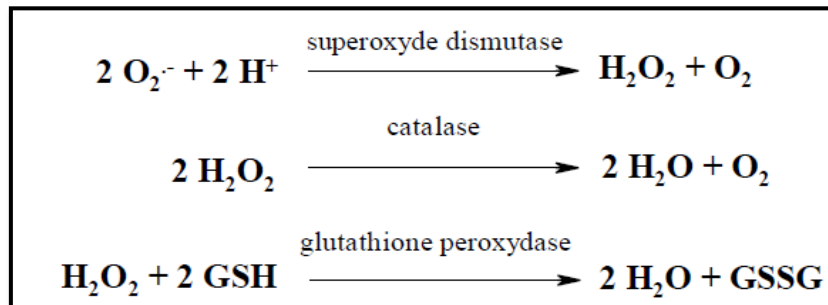 superoxyde dismutase
2 O₂·⁻ + 2 H⁺ → H₂O₂ + O₂
catalase
2 H₂O₂ → 2 H₂O + O₂
glutathione peroxydase
H₂O₂ + 2 GSH → 2 H₂O + GSSG